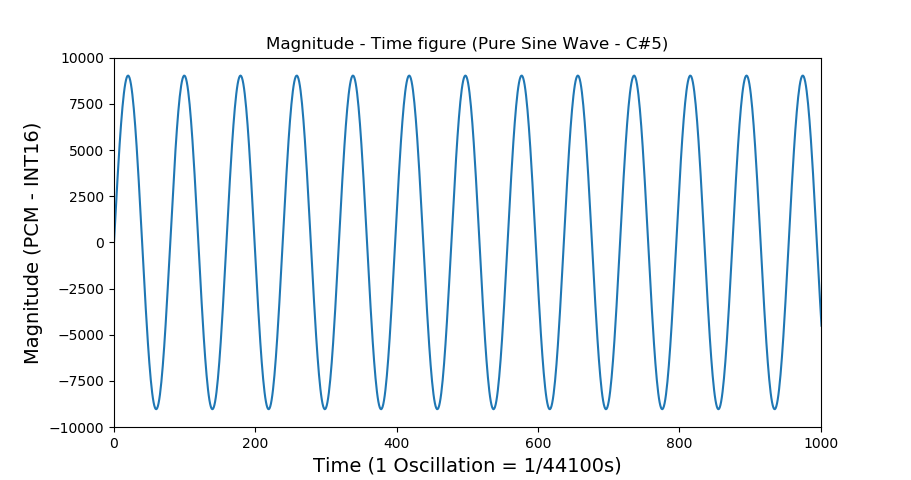 Magnitude - Time figure (Pure Sine Wave - C#5)
10000
7500
5000
2500
0
−2500
−5000
−7500
−10000
Magnitude (PCM - INT16)
0 200 400 600 800 1000
Time (1 Oscillation = 1/44100s)